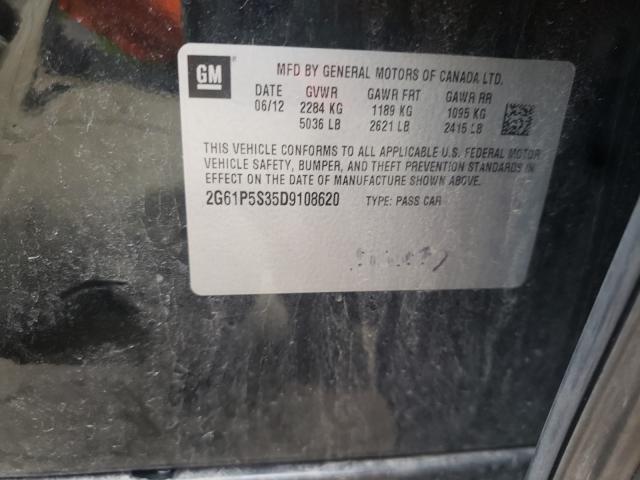 GM
MFD BY GENERAL MOTORS OF CANADA LTD.
DATE GVWR GAWR FRT GAWR RR
06/12 2284 KG 1189 KG 1095 KG
5036 LB 2621 LB 2415 LB
THIS VEHICLE CONFORMS TO ALL APPLICABLE U.S. FEDERAL MOTOR
VEHICLE SAFETY, BUMPER, AND THEFT PREVENTION STANDARDS IN
EFFECT ON THE DATE OF MANUFACTURE SHOWN ABOVE.
2G61P5S35D9108620 TYPE: PASS CAR